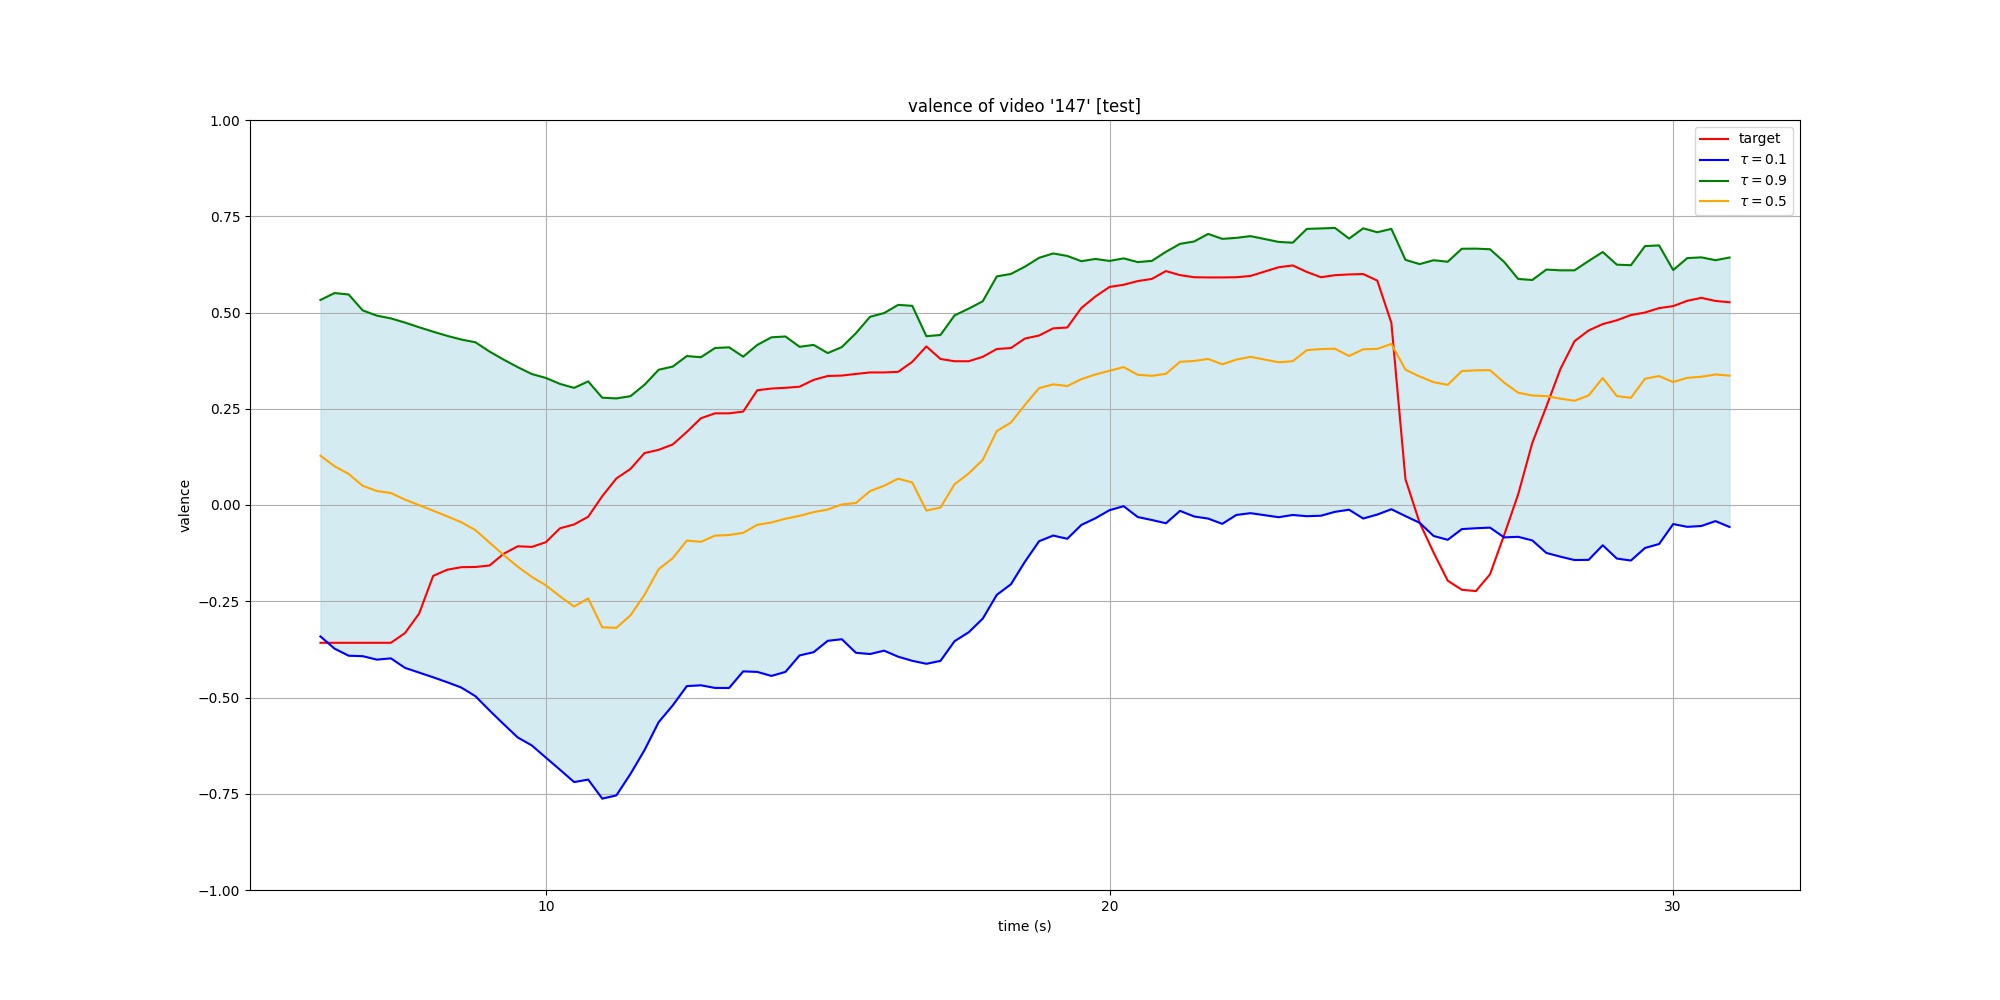 valence of video '147' [test]
1.00
0.75
0.50
0.25
0.00
−0.25
−0.50
−0.75
−1.00
valence
10
20
30
time (s)
target
τ = 0.1
τ = 0.9
τ = 0.5